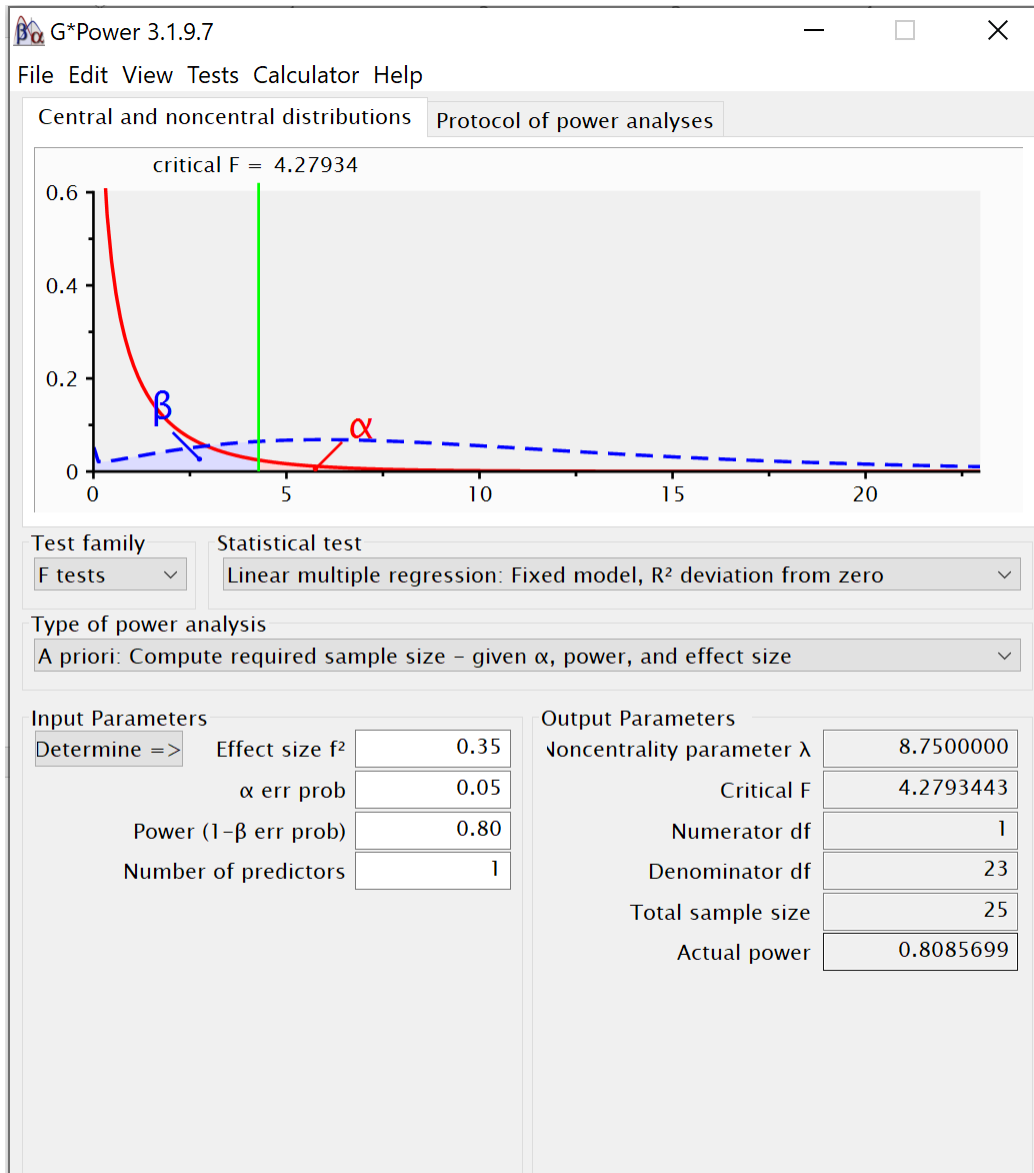 G*Power 3.1.9.7
File Edit View Tests Calculator Help
Central and noncentral distributions Protocol of power analyses
critical F = 4.27934
0.6
0.4
0.2
0
β
α
0 5 10 15 20
Test family Statistical test
F tests Linear multiple regression: Fixed model, R² deviation from zero
Type of power analysis
A priori: Compute required sample size - given α, power, and effect size
Input Parameters Output Parameters
Determine => Effect size f² 0.35 Noncentrality parameter λ 8.7500000
α err prob 0.05 Critical F 4.2793443
Power (1-β err prob) 0.80 Numerator df 1
Number of predictors 1 Denominator df 23
Total sample size 25
Actual power 0.8085699